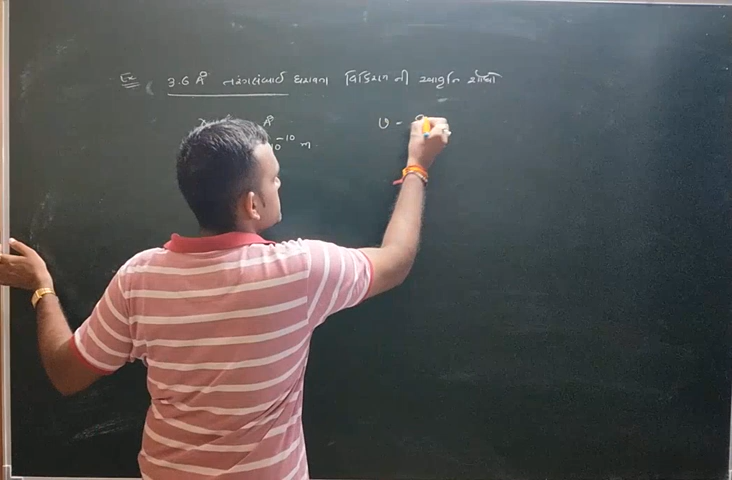 Ex 3.6 Å તરંગલંબાઈ ધરાવતા વિકિરણ ની આવૃત્તિ શોધો
Å ν =
10⁻¹⁰ m